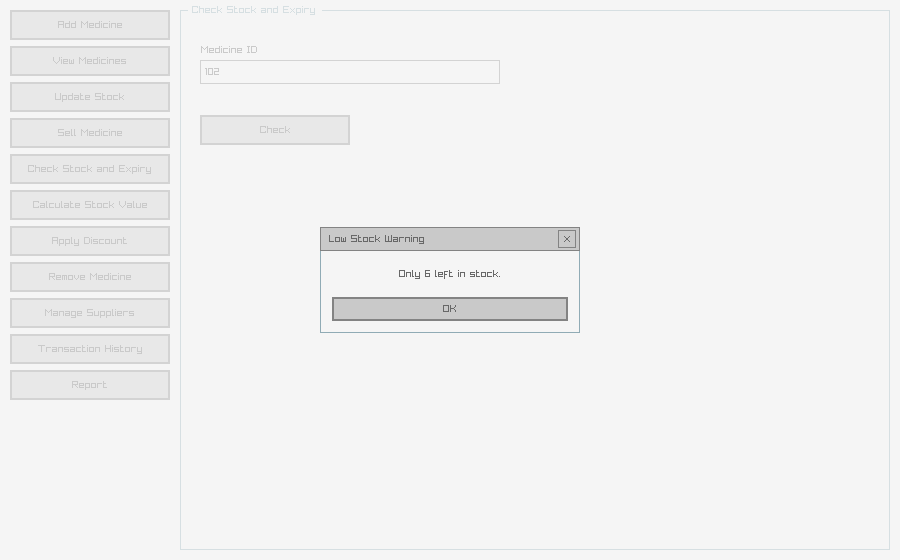 Add Medicine
View Medicines
Update Stock
Sell Medicine
Check Stock and Expiry
Calculate Stock Value
Apply Discount
Remove Medicine
Manage Suppliers
Transaction History
Report
Check Stock and Expiry
Medicine ID
102
Check
Low Stock Warning
Only 6 left in stock.
OK